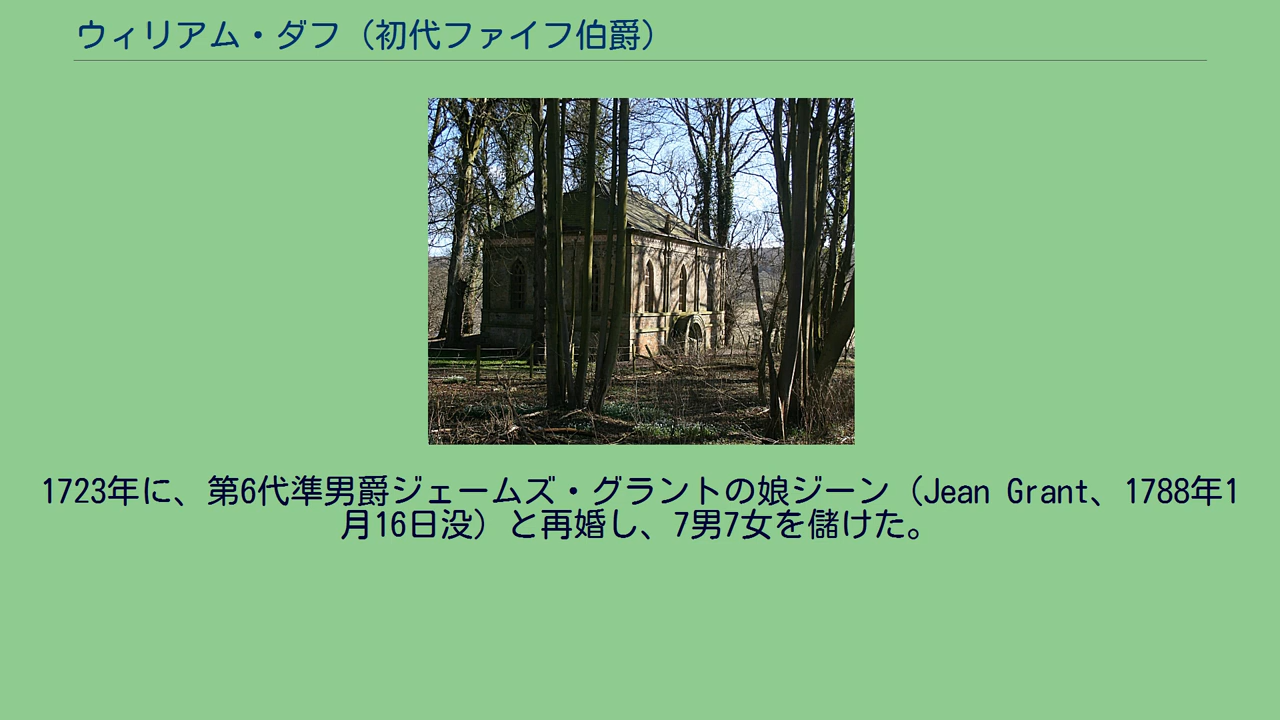 ウィリアム・ダフ（初代ファイフ伯爵）
1723年に、第6代準男爵ジェームズ・グラントの娘ジーン（Jean Grant、1788年1
月16日没）と再婚し、7男7女を儲けた。